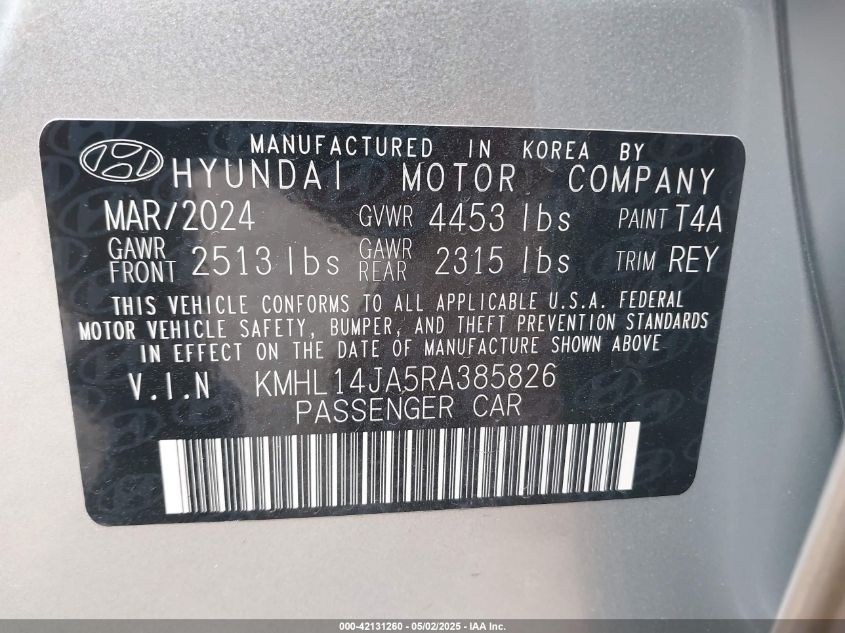 MANUFACTURED IN KOREA BY
HYUNDAI MOTOR COMPANY
MAR/2024 GVWR 4453 lbs PAINT T4A
GAWR FRONT 2513 lbs GAWR REAR 2315 lbs TRIM REY
THIS VEHICLE CONFORMS TO ALL APPLICABLE U.S.A. FEDERAL
MOTOR VEHICLE SAFETY, BUMPER, AND THEFT PREVENTION STANDARDS
IN EFFECT ON THE DATE OF MANUFACTURE SHOWN ABOVE
V.I.N KMHL14JA5RA385826
PASSENGER CAR
000-42131260 - 05/02/2025 - IAA Inc.